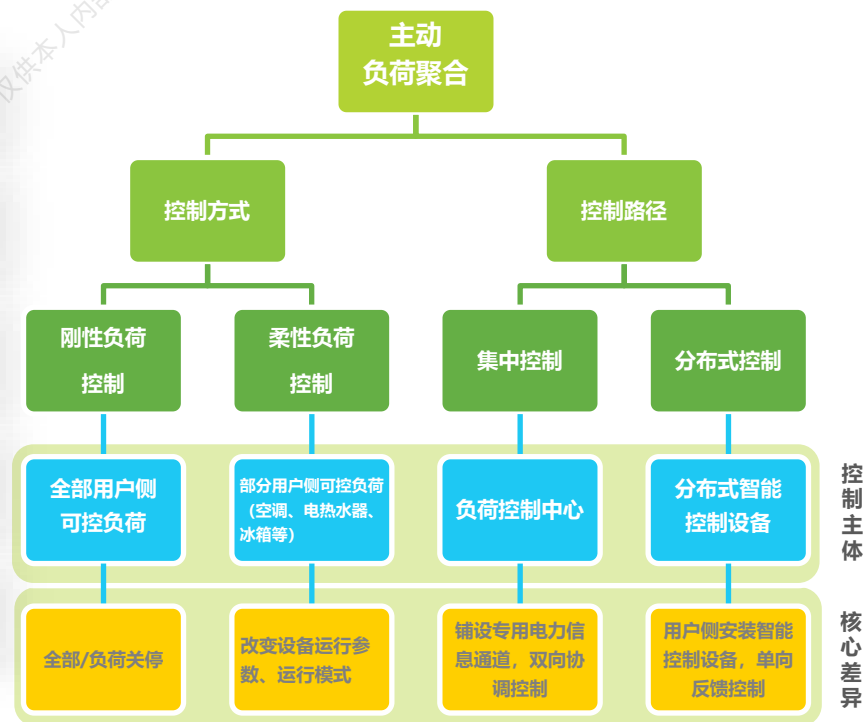 仅供本人内
主动
负荷聚合
控制方式
控制路径
刚性负荷
控制
柔性负荷
控制
集中控制
分布式控制
全部用户侧
可控负荷
部分用户侧可控负荷
（空调、电热水器、
冰箱等）
负荷控制中心
分布式智能
控制设备
控制主体
全部/负荷关停
改变设备运行参
数、运行模式
铺设专用电力信
息通道，双向协
调控制
用户侧安装智能
控制设备，单向
反馈控制
核心差异